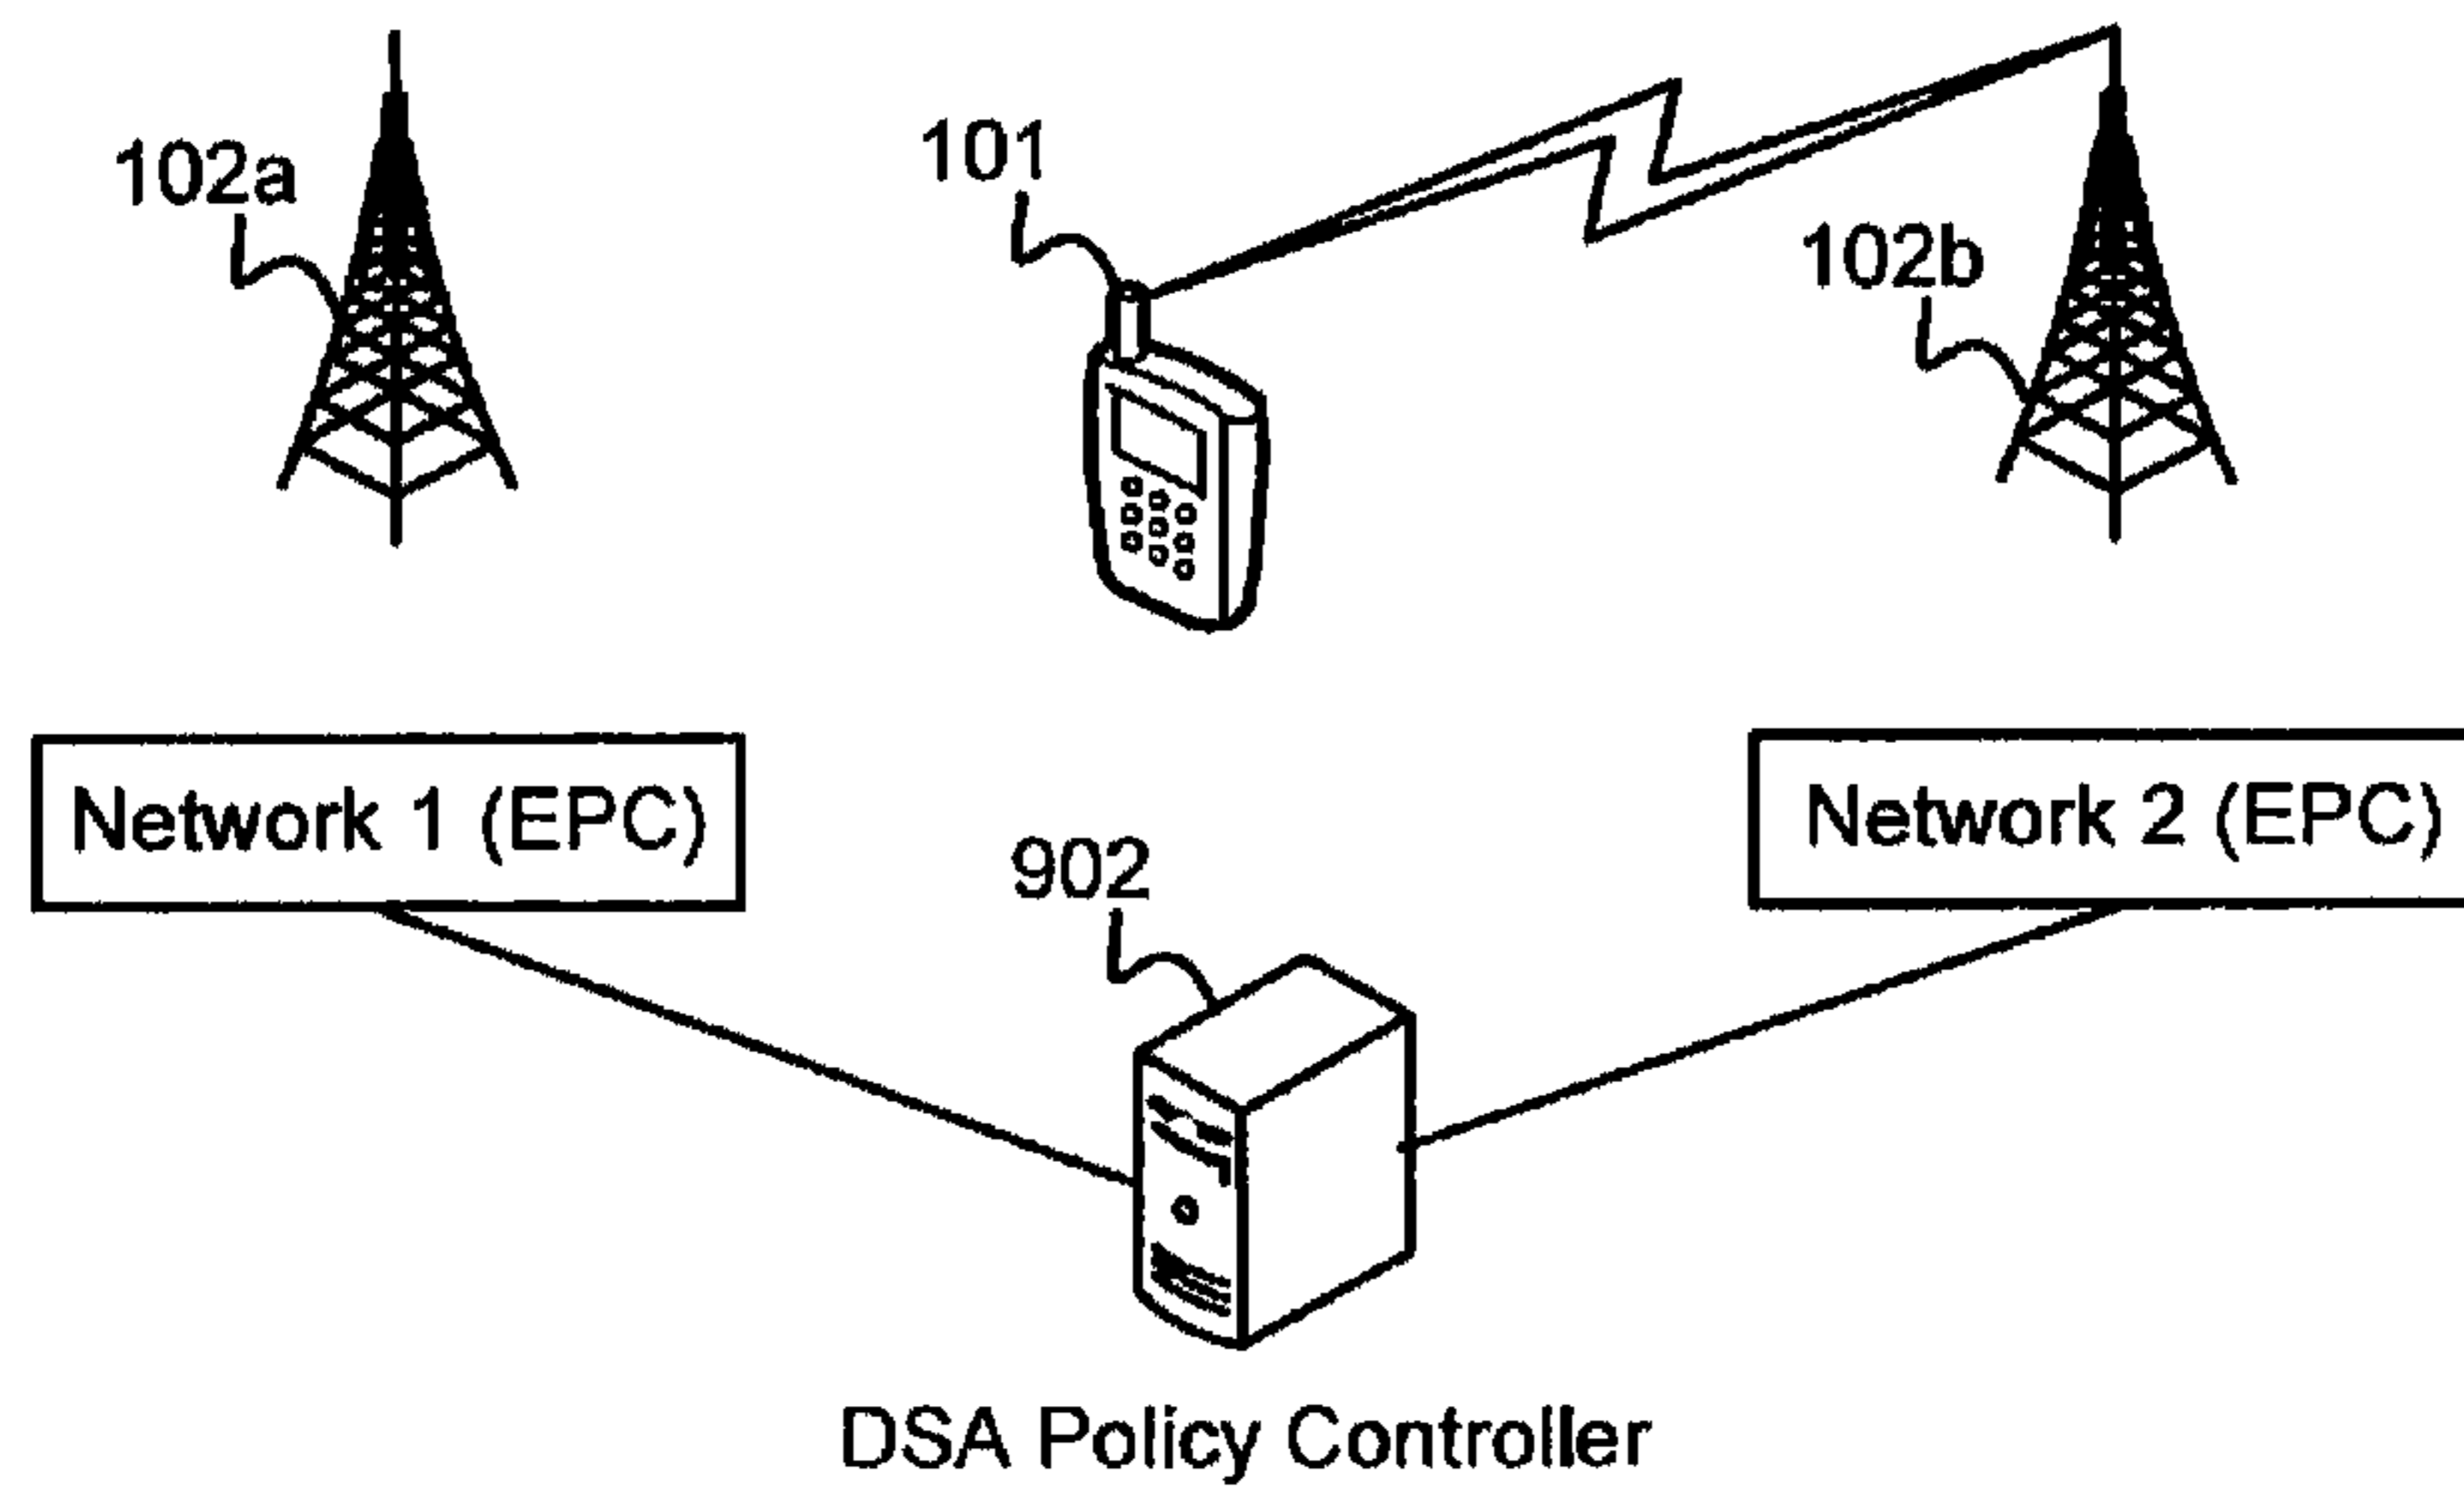 102a
101
102b
Network 1 (EPC)
Network 2 (EPC)
902
DSA Policy Controller